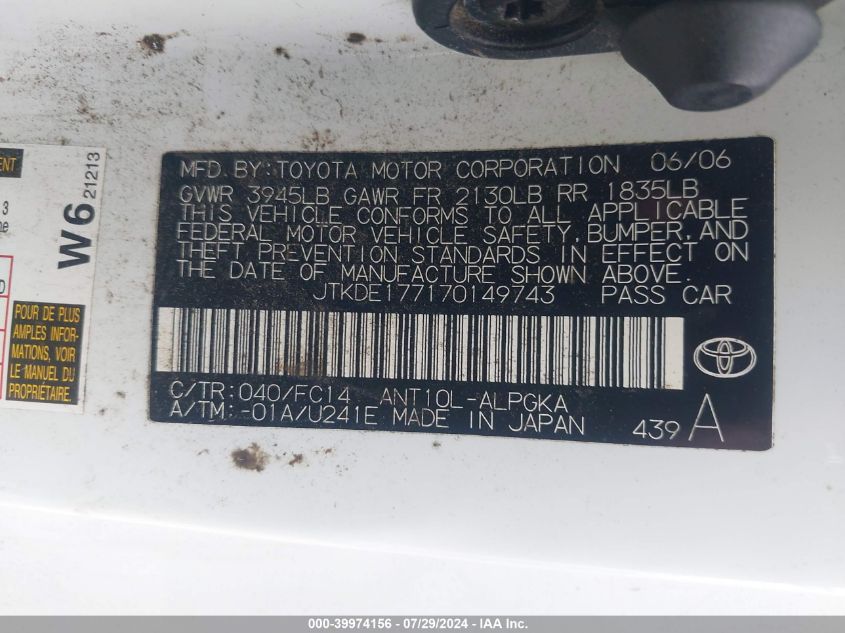 MFD.BY:TOYOTA MOTOR CORPORATION 06/06
GVWR 3945LB GAWR FR 2130LB RR 1835LB
THIS VEHICLE CONFORMS TO ALL APPLICABLE
FEDERAL MOTOR VEHICLE SAFETY,BUMPER,AND
THEFT PREVENTION STANDARDS IN EFFECT ON
THE DATE OF MANUFACTURE SHOWN ABOVE.
JTKDE177170149743 PASS CAR
C/TR:040/FC14 ANT10L-ALPGKA
A/TM:-01A/U241E MADE IN JAPAN
439 A
W6 21213
ENT
3
ne
D
POUR DE PLUS
AMPLES INFOR-
MATIONS, VOIR
LE MANUEL DU
PROPRIÉTAIRE.
000-39974156 - 07/29/2024 - IAA Inc.